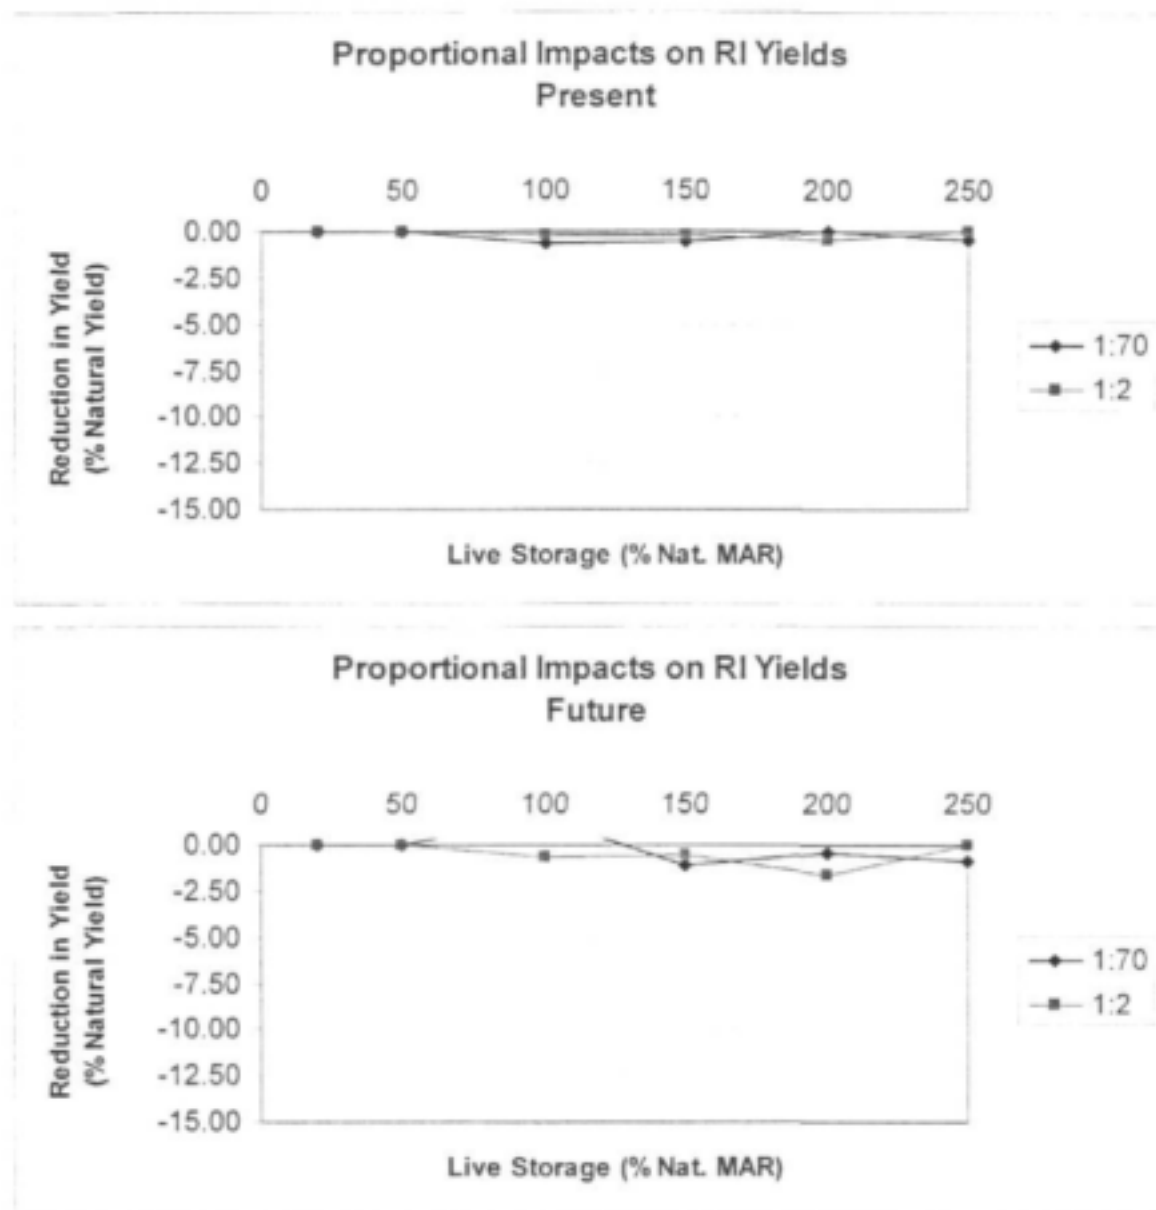 Proportional Impacts on RI Yields
Present
0 50 100 150 200 250
0.00
-2.50
-5.00
-7.50
-10.00
-12.50
-15.00
Reduction in Yield
(% Natural Yield)
Live Storage (% Nat. MAR)
1:70
1:2
Proportional Impacts on RI Yields
Future
0 50 100 150 200 250
0.00
-2.50
-5.00
-7.50
-10.00
-12.50
-15.00
Reduction in Yield
(% Natural Yield)
Live Storage (% Nat. MAR)
1:70
1:2